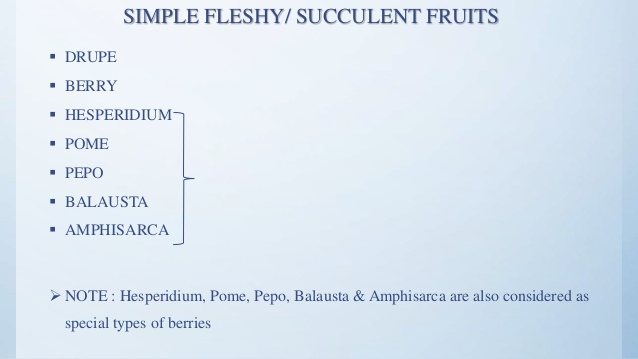 SIMPLE FLESHY/ SUCCULENT FRUITS
▪ DRUPE
▪ BERRY
▪ HESPERIDIUM
▪ POME
▪ PEPO
▪ BALAUSTA
▪ AMPHISARCA
➢ NOTE : Hesperidium, Pome, Pepo, Balausta & Amphisarca are also considered as
special types of berries